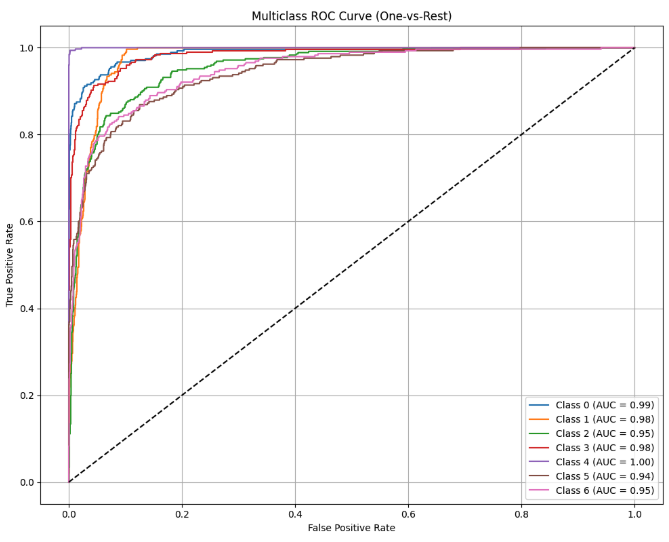 Multiclass ROC Curve (One-vs-Rest)
1.0
0.8
0.6
0.4
0.2
0.0
True Positive Rate
0.0 0.2 0.4 0.6 0.8 1.0
False Positive Rate
Class 0 (AUC = 0.99)
Class 1 (AUC = 0.98)
Class 2 (AUC = 0.95)
Class 3 (AUC = 0.98)
Class 4 (AUC = 1.00)
Class 5 (AUC = 0.94)
Class 6 (AUC = 0.95)